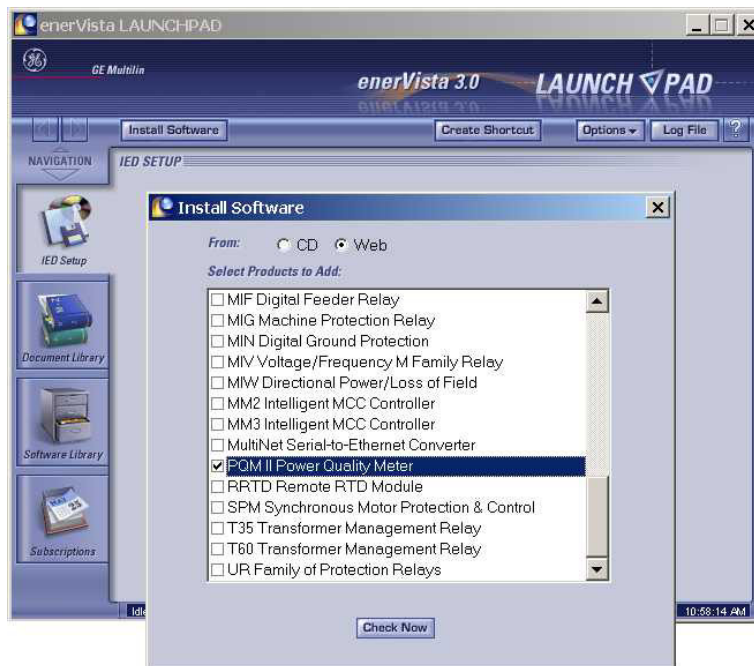 enerVista LAUNCHPAD
GE Multilin
enerVista 3.0
LAUNCH PAD
Install Software
Create Shortcut
Options
Log File
?
NAVIGATION
IED SETUP
IED Setup
Document Library
Software Library
Subscriptions
Install Software
From: CD Web
Select Products to Add:
MIF Digital Feeder Relay
MIG Machine Protection Relay
MIN Digital Ground Protection
MIV Voltage/Frequency M Family Relay
MIW Directional Power/Loss of Field
MM2 Intelligent MCC Controller
MM3 Intelligent MCC Controller
MultiNet Serial-to-Ethernet Converter
PQM II Power Quality Meter
RRTD Remote RTD Module
SPM Synchronous Motor Protection & Control
T35 Transformer Management Relay
T60 Transformer Management Relay
UR Family of Protection Relays
Check Now
10:58:14 AM